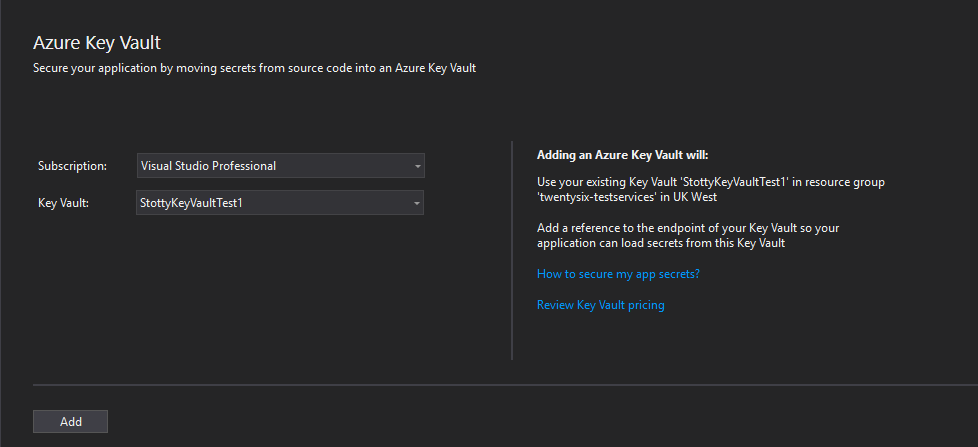 Azure Key Vault
Secure your application by moving secrets from source code into an Azure Key Vault
Subscription: Visual Studio Professional
Key Vault: StottyKeyVaultTest1
Adding an Azure Key Vault will:
Use your existing Key Vault 'StottyKeyVaultTest1' in resource group
'twentysix-testservices' in UK West
Add a reference to the endpoint of your Key Vault so your
application can load secrets from this Key Vault
How to secure my app secrets?
Review Key Vault pricing
Add